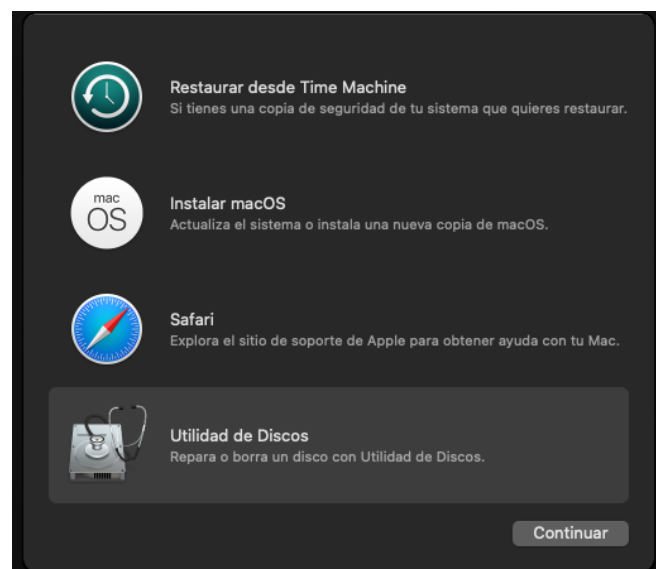 Restaurar desde Time Machine
Si tienes una copia de seguridad de tu sistema que quieres restaurar.
mac
OS
Instalar macOS
Actualiza el sistema o instala una nueva copia de macOS.
Safari
Explora el sitio de soporte de Apple para obtener ayuda con tu Mac.
Utilidad de Discos
Repara o borra un disco con Utilidad de Discos.
Continuar